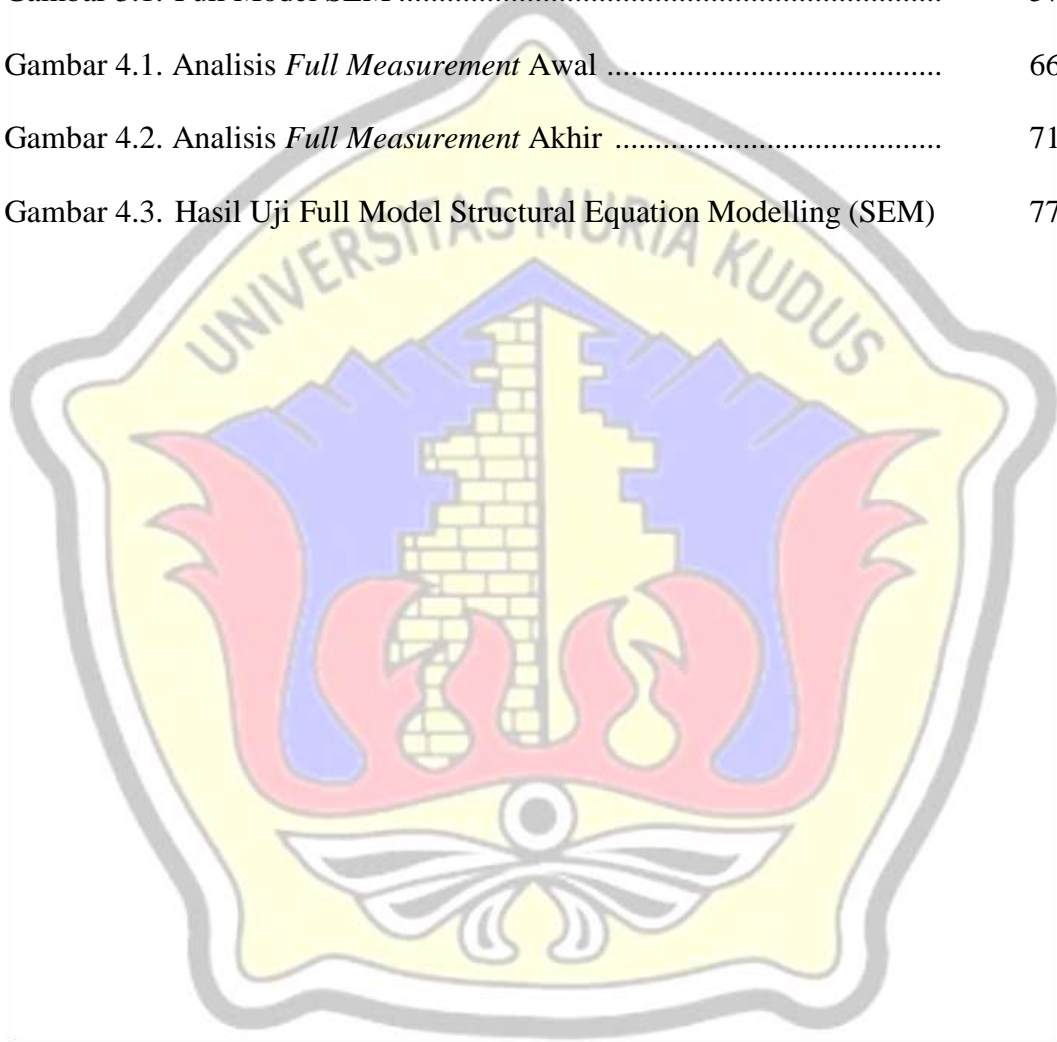 Gambar 4.1. Analisis Full Measurement Awal ....................................... 66
Gambar 4.2. Analisis Full Measurement Akhir ...................................... 71
Gambar 4.3. Hasil Uji Full Model Structural Equation Modelling (SEM) 77
UNIVERSITAS MURIA KUDUS